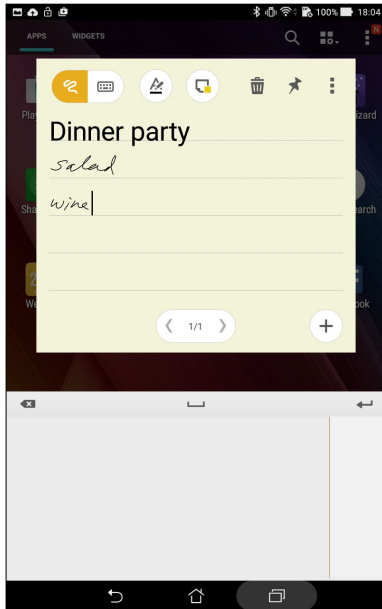 100% 18:04
APPS WIDGETS
N
Dinner party
salad
wine
1/1